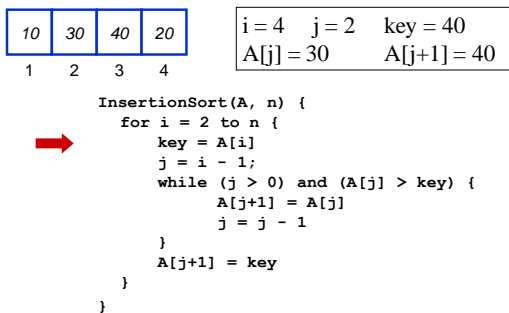 10 30 40 20
1 2 3 4
i = 4 j = 2 key = 40
A[j] = 30 A[j+1] = 40
InsertionSort(A, n) {
for i = 2 to n {
key = A[i]
j = i - 1;
while (j > 0) and (A[j] > key) {
A[j+1] = A[j]
j = j - 1
}
A[j+1] = key
}
}